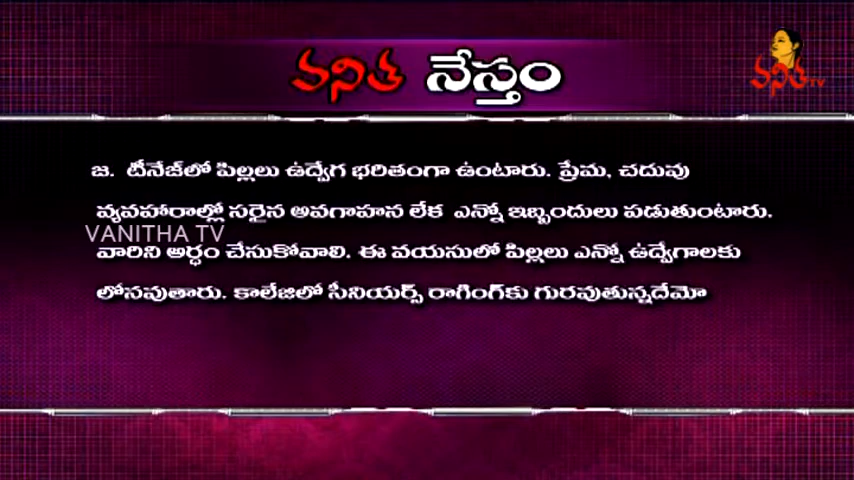 వనిత నేస్తం
వనిత TV
జ. టీనేజ్‌లో పిల్లలు ఉద్వేగ భరితంగా ఉంటారు. ప్రేమ, చదువు
వ్యవహారాల్లో సరైన అవగాహన లేక ఎన్నో ఇబ్బందులు పడుతుంటారు.
VANITHA TV
వారిని అర్ధం చేసుకోవాలి. ఈ వయసులో పిల్లలు ఎన్నో ఉద్వేగాలకు
లోనవుతారు. కాలేజిలో సీనియర్స్ రాగింగ్‌కు గురవుతున్నదేమో